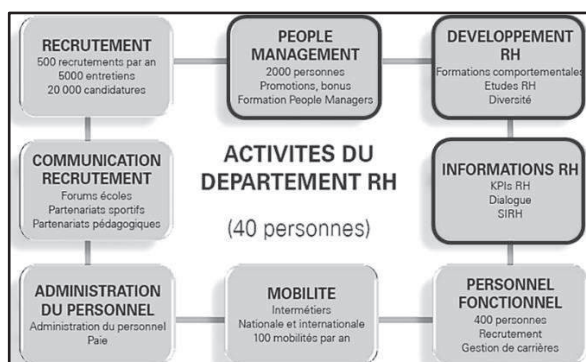 RECRUTEMENT
500 recrutements par an
5000 entretiens
20 000 candidatures
PEOPLE
MANAGEMENT
2000 personnes
Promotions, bonus
Formation People Managers
DEVELOPPEMENT
RH
Formations comportementales
Etudes RH
Diversité
COMMUNICATION
RECRUTEMENT
Forums écoles
Partenariats sportifs
Partenariats pédagogiques
ACTIVITES DU
DEPARTEMENT RH
(40 personnes)
INFORMATIONS RH
KPIs RH
Dialogue
SIRH
ADMINISTRATION
DU PERSONNEL
Administration du personnel
Paie
MOBILITE
Intermétiers
Nationale et internationale
100 mobilités par an
PERSONNEL
FONCTIONNEL
400 personnes
Recrutement
Gestion de carrières